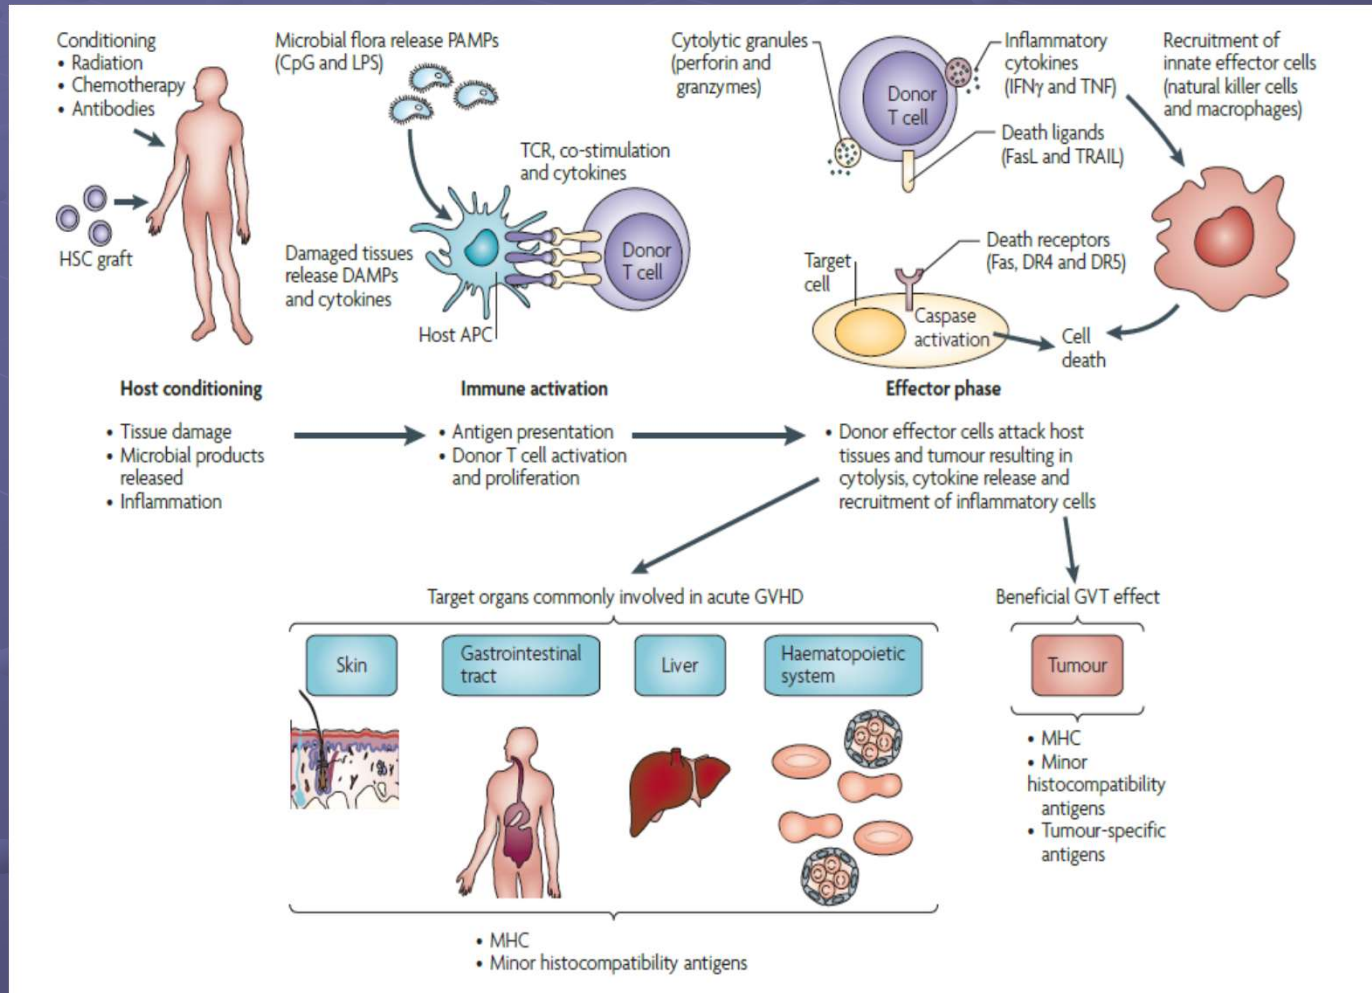 Conditioning
• Radiation
• Chemotherapy
• Antibodies
HSC graft
Microbial flora release PAMPs
(CpG and LPS)
TCR, co-stimulation
and cytokines
Damaged tissues
release DAMPs
and cytokines
Donor
T cell
Host APC
Cytolytic granules
(perforin and
granzymes)
Donor
T cell
Inflammatory
cytokines
(IFNγ and TNF)
Death ligands
(FasL and TRAIL)
Recruitment of
innate effector cells
(natural killer cells
and macrophages)
Target
cell
Death receptors
(Fas, DR4 and DR5)
Caspase
activation
Cell
death
Host conditioning
• Tissue damage
• Microbial products
released
• Inflammation
Immune activation
• Antigen presentation
• Donor T cell activation
and proliferation
Effector phase
• Donor effector cells attack host
tissues and tumour resulting in
cytolysis, cytokine release and
recruitment of inflammatory cells
Target organs commonly involved in acute GVHD
Skin
Gastrointestinal
tract
Liver
Haematopoietic
system
• MHC
• Minor histocompatibility antigens
Beneficial GVT effect
Tumour
• MHC
• Minor
histocompatibility
antigens
• Tumour-specific
antigens